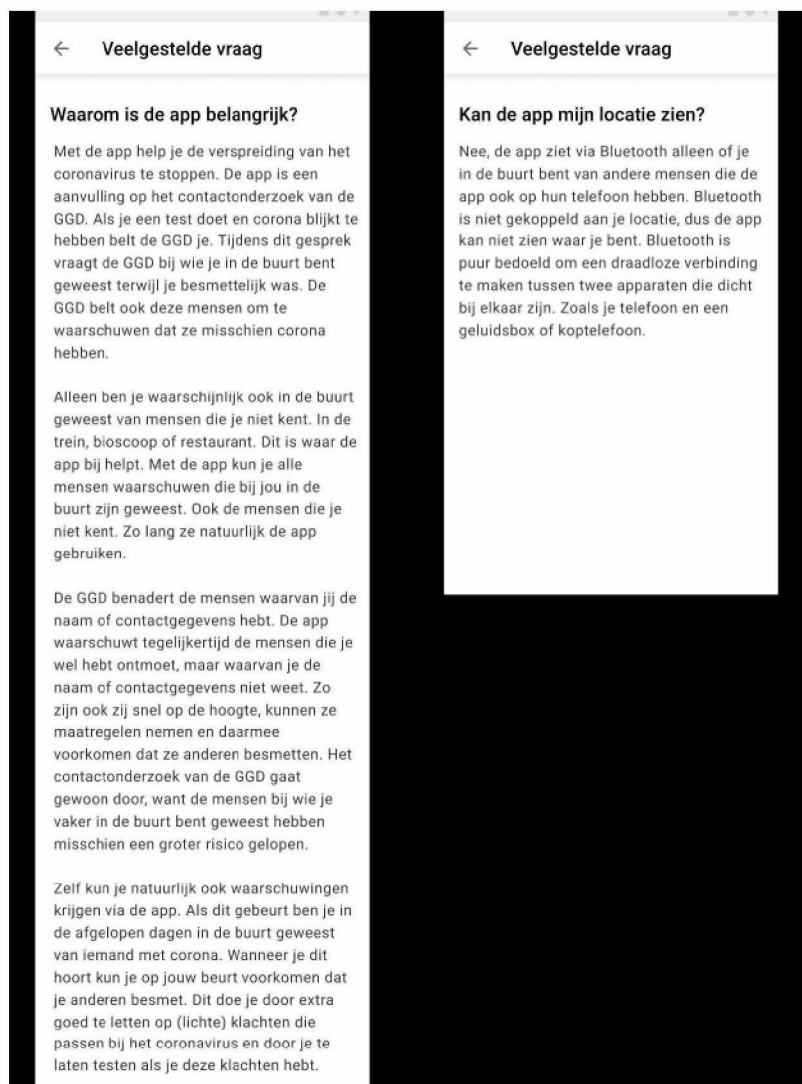 Veelgestelde vraag
Waarom is de app belangrijk?
Met de app help je de verspreiding van het
coronavirus te stoppen. De app is een
aanvulling op het contactonderzoek van de
GGD. Als je een test doet en corona blijkt te
hebben belt de GGD je. Tijdens dit gesprek
vraagt de GGD bij wie je in de buurt bent
geweest terwijl je besmettelijk was. De
GGD belt ook deze mensen om te
waarschuwen dat ze misschien corona
hebben.
Alleen ben je waarschijnlijk ook in de buurt
geweest van mensen die je niet kent. In de
trein, bioscoop of restaurant. Dit is waar de
app bij helpt. Met de app kun je alle
mensen waarschuwen die bij jou in de
buurt zijn geweest. Ook de mensen die je
niet kent. Zo lang ze natuurlijk de app
gebruiken.
De GGD benadert de mensen waarvan jij de
naam of contactgegevens hebt. De app
waarschuwt tegelijkertijd de mensen die je
wel hebt ontmoet, maar waarvan je de
naam of contactgegevens niet weet. Zo
zijn ook zij snel op de hoogte, kunnen ze
maatregelen nemen en daarmee
voorkomen dat ze anderen besmetten. Het
contactonderzoek van de GGD gaat
gewoon door, want de mensen bij wie je
vaker in de buurt bent geweest hebben
misschien een groter risico gelopen.
Zelf kun je natuurlijk ook waarschuwingen
krijgen via de app. Als dit gebeurt ben je in
de afgelopen dagen in de buurt geweest
van iemand met corona. Wanneer je dit
hoort kun je op jouw beurt voorkomen dat
je anderen besmet. Dit doe je door extra
goed te letten op (lichte) klachten die
passen bij het coronavirus en door je te
laten testen als je deze klachten hebt.
Veelgestelde vraag
Kan de app mijn locatie zien?
Nee, de app ziet via Bluetooth alleen of je
in de buurt bent van andere mensen die de
app ook op hun telefoon hebben. Bluetooth
is niet gekoppeld aan je locatie, dus de app
kan niet zien waar je bent. Bluetooth is
puur bedoeld om een draadloze verbinding
te maken tussen twee apparaten die dicht
bij elkaar zijn. Zoals je telefoon en een
geluidsbox of koptelefoon.